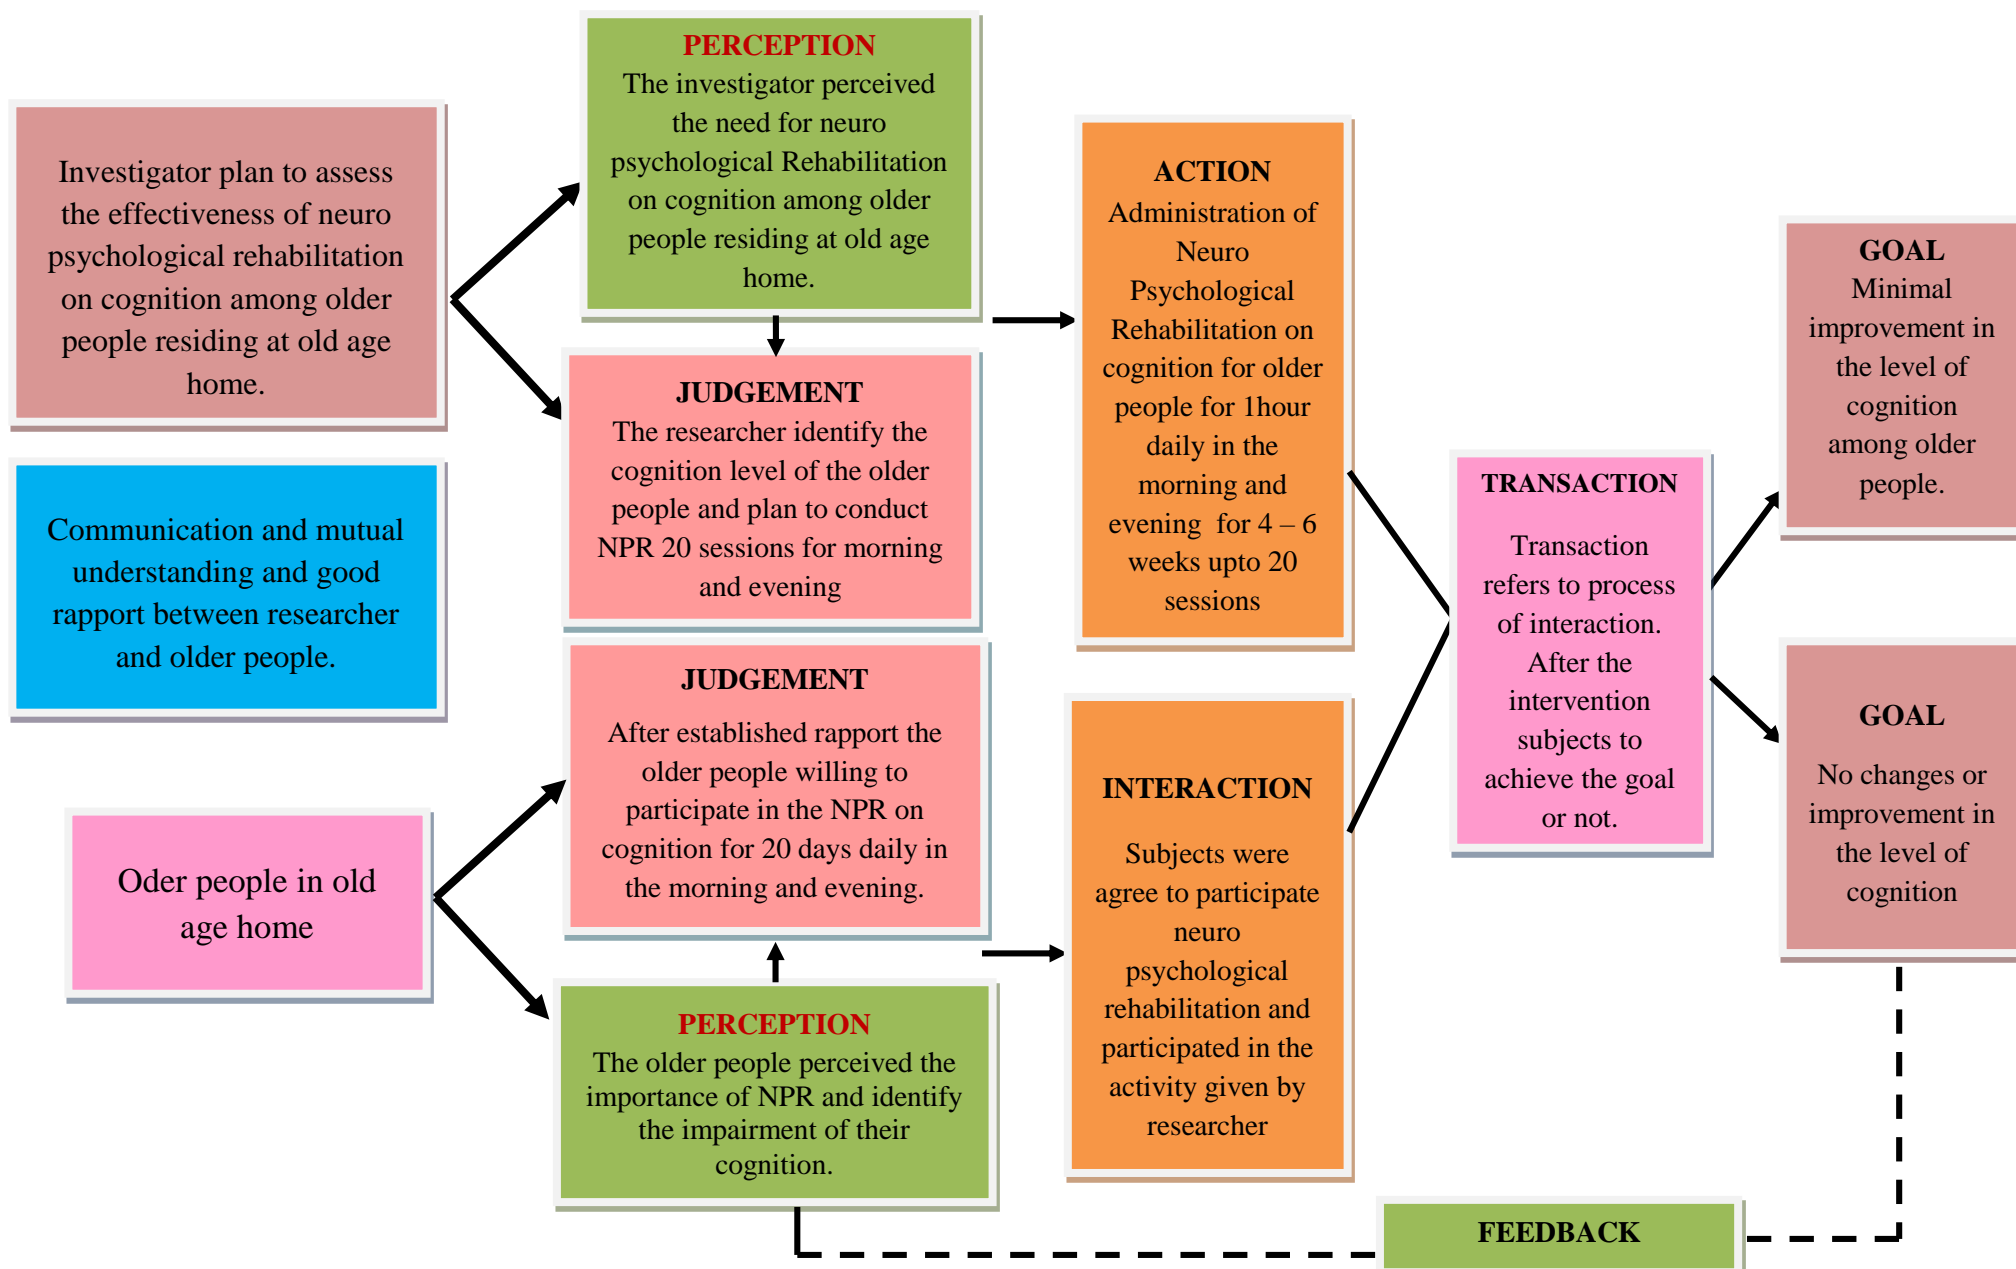 Investigator plan to assess
the effectiveness of neuro
psychological rehabilitation
on cognition among older
people residing at old age
home.
Communication and mutual
understanding and good
rapport between researcher
and older people.
Oder people in old
age home
PERCEPTION
The investigator perceived
the need for neuro
psychological Rehabilitation
on cognition among older
people residing at old age
home.
JUDGEMENT
The researcher identify the
cognition level of the older
people and plan to conduct
NPR 20 sessions for morning
and evening
JUDGEMENT
After established rapport the
older people willing to
participate in the NPR on
cognition for 20 days daily in
the morning and evening.
PERCEPTION
The older people perceived the
importance of NPR and identify
the impairment of their
cognition.
ACTION
Administration of
Neuro
Psychological
Rehabilitation on
cognition for older
people for 1hour
daily in the
morning and
evening for 4 – 6
weeks upto 20
sessions
INTERACTION
Subjects were
agree to participate
neuro
psychological
rehabilitation and
participated in the
activity given by
researcher
TRANSACTION
Transaction
refers to process
of interaction.
After the
intervention
subjects to
achieve the goal
or not.
GOAL
Minimal
improvement in
the level of
cognition
among older
people.
GOAL
No changes or
improvement in
the level of
cognition
FEEDBACK